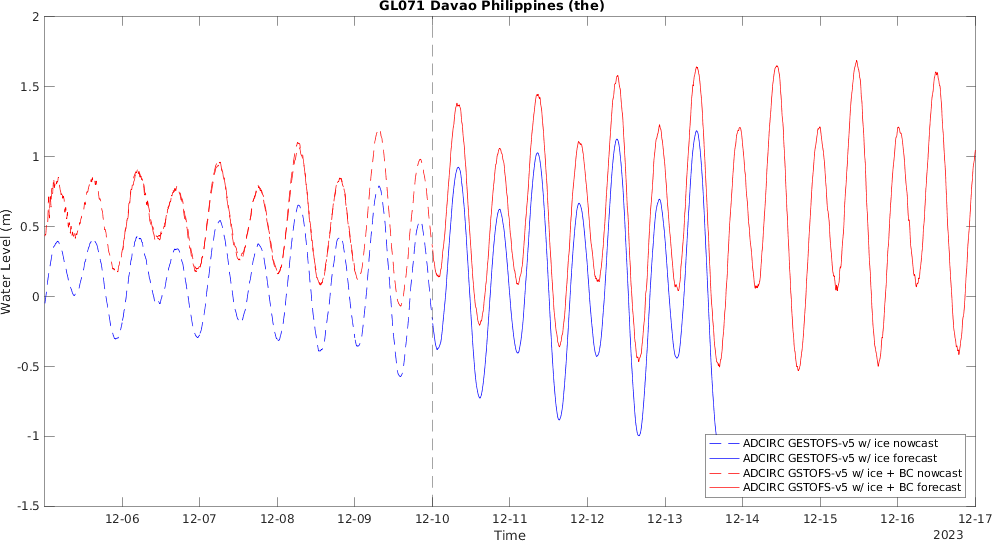 GL071 Davao Philippines (the)
2
1.5
1
0.5
0
-0.5
-1
-1.5
Water Level (m)
ADCIRC GESTOFS-v5 w/ ice nowcast
ADCIRC GESTOFS-v5 w/ ice forecast
ADCIRC GSTOFS-v5 w/ ice + BC nowcast
ADCIRC GSTOFS-v5 w/ ice + BC forecast
12-06 12-07 12-08 12-09 12-10 12-11 12-12 12-13 12-14 12-15 12-16 12-17
Time
2023